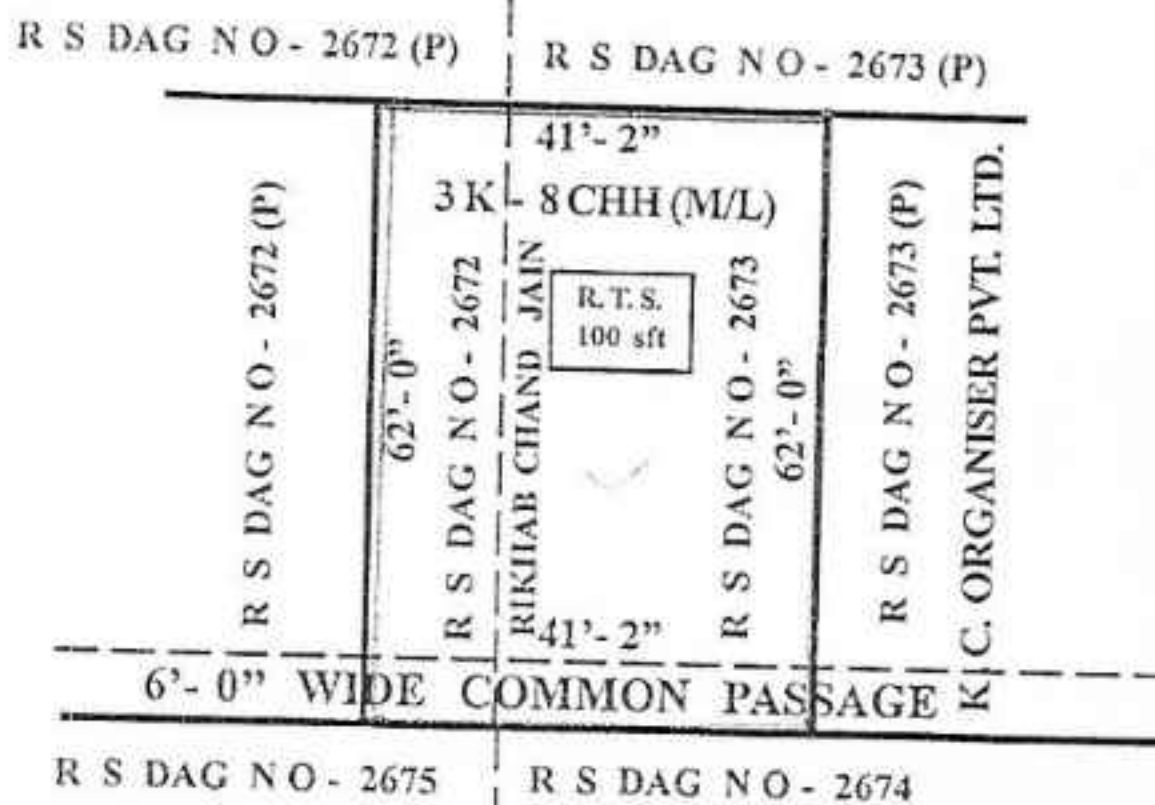 R S DAG NO - 2672 (P)
R S DAG NO - 2673 (P)
41’- 2”
3 K - 8 CHH (M/L)
R S DAG NO - 2672 (P)
62’- 0”
R S DAG NO - 2672
RIKHAB CHAND JAIN
R. T. S.
100 sft
R S DAG NO - 2673
62’- 0”
R S DAG NO - 2673 (P)
K. C. ORGANISER PVT. LTD.
41’- 2”
6’- 0” WIDE COMMON PASSAGE
R S DAG NO - 2675
R S DAG NO - 2674